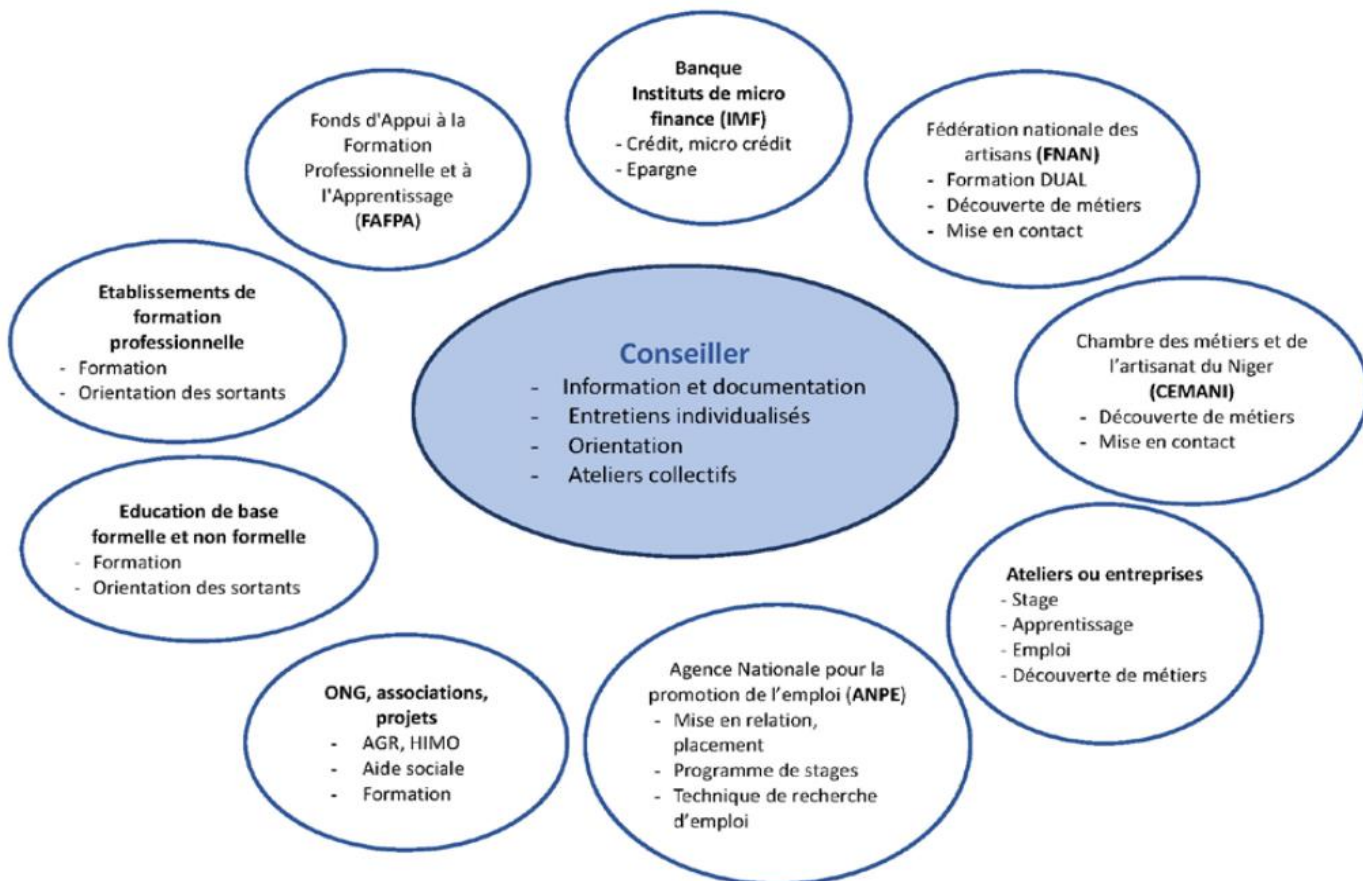 Banque
Instituts de micro
finance (IMF)
- Crédit, micro crédit
- Epargne
Fonds d'Appui à la
Formation
Professionnelle et à
l'Apprentissage
(FAFPA)
Fédération nationale des
artisans (FNAN)
- Formation DUAL
- Découverte de métiers
- Mise en contact
Etablissements de
formation
professionnelle
- Formation
- Orientation des sortants
Conseiller
- Information et documentation
- Entretiens individualisés
- Orientation
- Ateliers collectifs
Chambre des métiers et de
l'artisanat du Niger
(CEMANI)
- Découverte de métiers
- Mise en contact
Education de base
formelle et non formelle
- Formation
- Orientation des sortants
Ateliers ou entreprises
- Stage
- Apprentissage
- Emploi
- Découverte de métiers
ONG, associations,
projets
- AGR, HIMO
- Aide sociale
- Formation
Agence Nationale pour la
promotion de l'emploi (ANPE)
- Mise en relation,
placement
- Programme de stages
- Technique de recherche
d'emploi